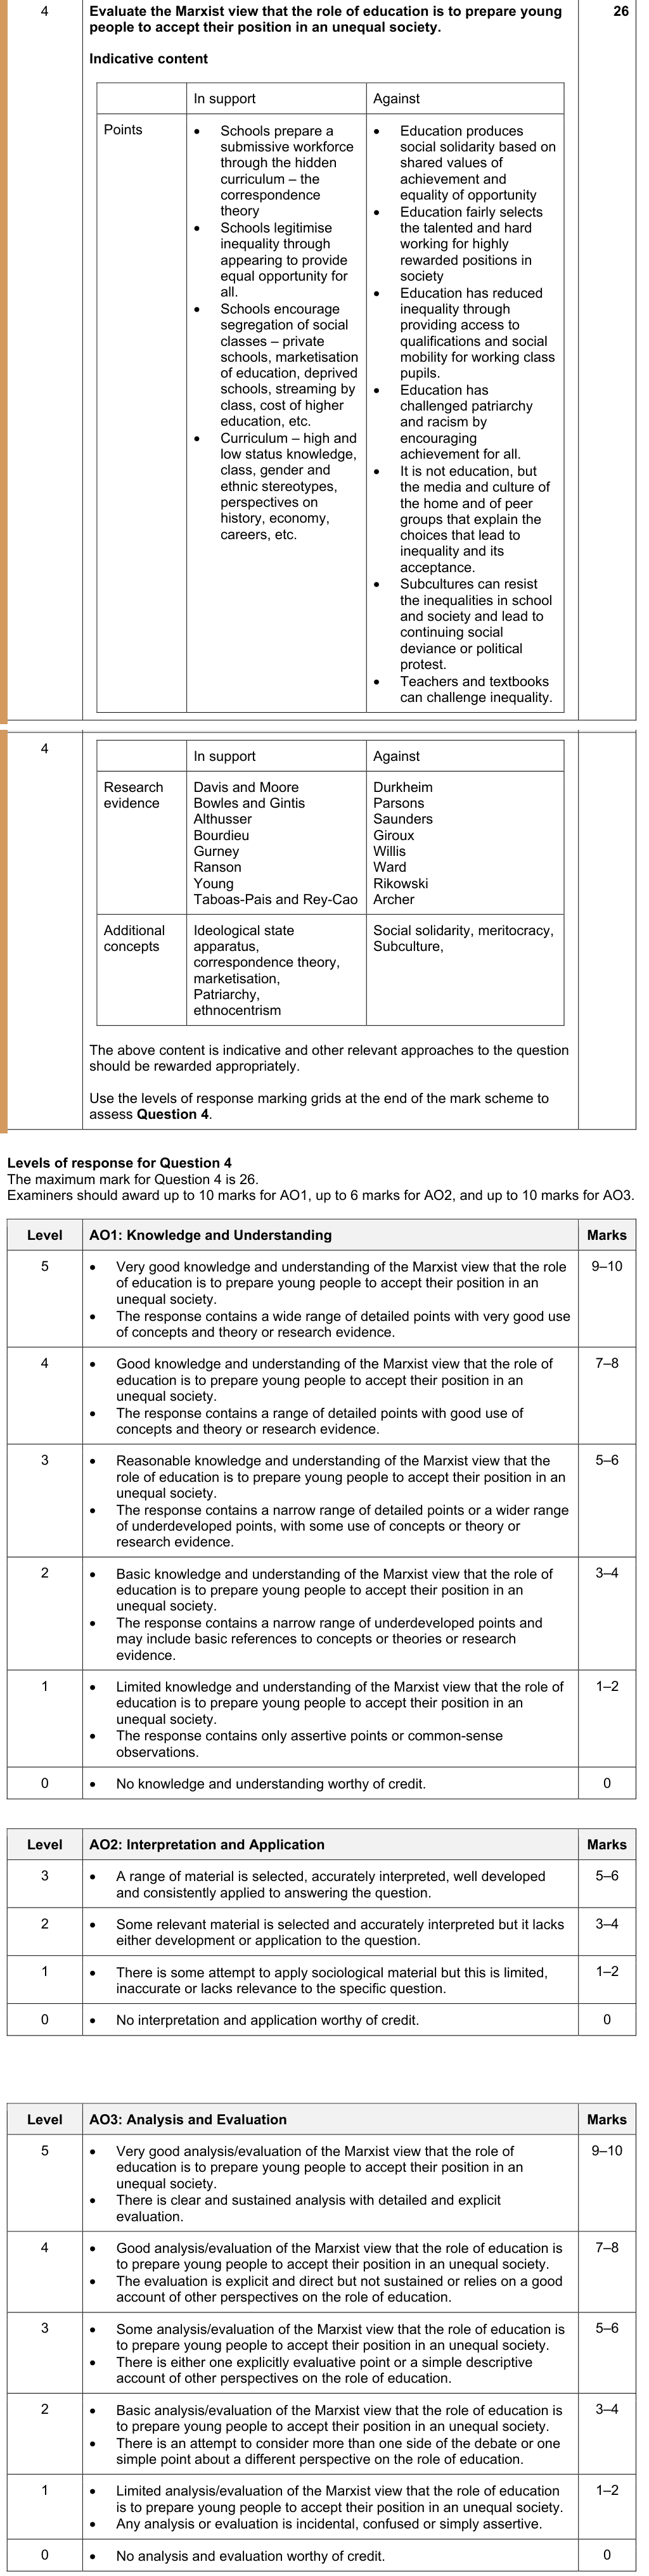 4 Evaluate the Marxist view that the role of education is to prepare young 26
people to accept their position in an unequal society.
Indicative content
In support Against
Points
• Schools prepare a
submissive workforce
through the hidden
curriculum – the
correspondence
theory
• Schools legitimise
inequality through
appearing to provide
equal opportunity for
all.
• Schools encourage
segregation of social
classes – private
schools, marketisation
of education, deprived
schools, streaming by
class, cost of higher
education, etc.
• Curriculum – high and
low status knowledge,
class, gender and
ethnic stereotypes,
perspectives on
history, economy,
careers, etc.
• Education produces
social solidarity based on
shared values of
achievement and
equality of opportunity
• Education fairly selects
the talented and hard
working for highly
rewarded positions in
society
• Education has reduced
inequality through
providing access to
qualifications and social
mobility for working class
pupils.
• Education has
challenged patriarchy
and racism by
encouraging
achievement for all.
• It is not education, but
the media and culture of
the home and of peer
groups that explain the
choices that lead to
inequality and its
acceptance.
• Subcultures can resist
the inequalities in school
and society and lead to
continuing social
deviance or political
protest.
• Teachers and textbooks
can challenge inequality.
4
In support Against
Research
evidence
Davis and Moore
Bowles and Gintis
Althusser
Bourdieu
Gurney
Ranson
Young
Taboas-Pais and Rey-Cao
Durkheim
Parsons
Saunders
Giroux
Willis
Ward
Rikowski
Archer
Additional
concepts
Ideological state
apparatus,
correspondence theory,
marketisation,
Patriarchy,
ethnocentrism
Social solidarity, meritocracy,
Subculture,
The above content is indicative and other relevant approaches to the question
should be rewarded appropriately.
Use the levels of response marking grids at the end of the mark scheme to
assess Question 4.
Levels of response for Question 4
The maximum mark for Question 4 is 26.
Examiners should award up to 10 marks for AO1, up to 6 marks for AO2, and up to 10 marks for AO3.
Level AO1: Knowledge and Understanding Marks
5 • Very good knowledge and understanding of the Marxist view that the role 9–10
of education is to prepare young people to accept their position in an
unequal society.
• The response contains a wide range of detailed points with very good use
of concepts and theory or research evidence.
4 • Good knowledge and understanding of the Marxist view that the role of 7–8
education is to prepare young people to accept their position in an
unequal society.
• The response contains a range of detailed points with good use of
concepts and theory or research evidence.
3 • Reasonable knowledge and understanding of the Marxist view that the 5–6
role of education is to prepare young people to accept their position in an
unequal society.
• The response contains a narrow range of detailed points or a wider range
of underdeveloped points, with some use of concepts or theory or
research evidence.
2 • Basic knowledge and understanding of the Marxist view that the role of 3–4
education is to prepare young people to accept their position in an
unequal society.
• The response contains a narrow range of underdeveloped points and
may include basic references to concepts or theories or research
evidence.
1 • Limited knowledge and understanding of the Marxist view that the role of 1–2
education is to prepare young people to accept their position in an
unequal society.
• The response contains only assertive points or common-sense
observations.
0 • No knowledge and understanding worthy of credit. 0
Level AO2: Interpretation and Application Marks
3 • A range of material is selected, accurately interpreted, well developed 5–6
and consistently applied to answering the question.
2 • Some relevant material is selected and accurately interpreted but it lacks 3–4
either development or application to the question.
1 • There is some attempt to apply sociological material but this is limited, 1–2
inaccurate or lacks relevance to the specific question.
0 • No interpretation and application worthy of credit. 0
Level AO3: Analysis and Evaluation Marks
5 • Very good analysis/evaluation of the Marxist view that the role of 9–10
education is to prepare young people to accept their position in an
unequal society.
• There is clear and sustained analysis with detailed and explicit
evaluation.
4 • Good analysis/evaluation of the Marxist view that the role of education is 7–8
to prepare young people to accept their position in an unequal society.
• The evaluation is explicit and direct but not sustained or relies on a good
account of other perspectives on the role of education.
3 • Some analysis/evaluation of the Marxist view that the role of education is 5–6
to prepare young people to accept their position in an unequal society.
• There is either one explicitly evaluative point or a simple descriptive
account of other perspectives on the role of education.
2 • Basic analysis/evaluation of the Marxist view that the role of education is 3–4
to prepare young people to accept their position in an unequal society.
• There is an attempt to consider more than one side of the debate or one
simple point about a different perspective on the role of education.
1 • Limited analysis/evaluation of the Marxist view that the role of education 1–2
is to prepare young people to accept their position in an unequal society.
• Any analysis or evaluation is incidental, confused or simply assertive.
0 • No analysis and evaluation worthy of credit. 0